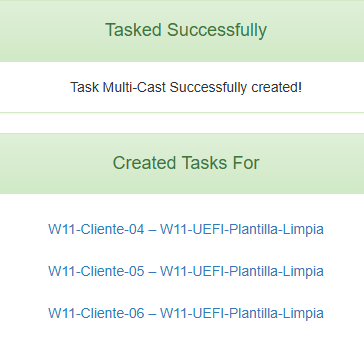 Tasked Successfully
Task Multi-Cast Successfully created!
Created Tasks For
W11-Cliente-04 – W11-UEFI-Plantilla-Limpia
W11-Cliente-05 – W11-UEFI-Plantilla-Limpia
W11-Cliente-06 – W11-UEFI-Plantilla-Limpia